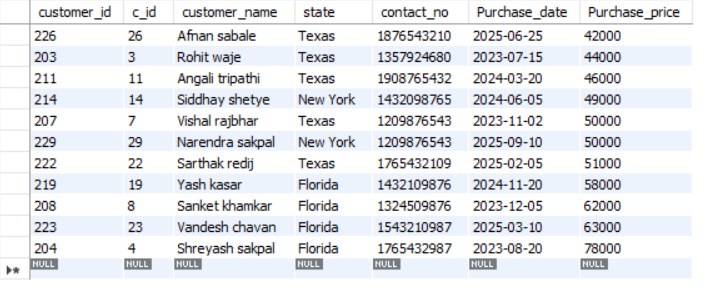 customer_id c_id customer_name state contact_no Purchase_date Purchase_price
226 26 Afnan sabale Texas 1876543210 2025-06-25 42000
203 3 Rohit waje Texas 1357924680 2023-07-15 44000
211 11 Angali tripathi Texas 1908765432 2024-03-20 46000
214 14 Siddhay shetye New York 1432098765 2024-06-05 49000
207 7 Vishal rajbhar Texas 1209876543 2023-11-02 50000
229 29 Narendra sakpal New York 1209876543 2025-09-10 50000
222 22 Sarthak redij Texas 1765432109 2025-02-05 51000
219 19 Yash kasar Florida 1432109876 2024-11-20 58000
208 8 Sanket khamkar Florida 1324509876 2023-12-05 62000
223 23 Vandesh chavan Florida 1543210987 2025-03-10 63000
204 4 Shreyash sakpal Florida 1765432987 2023-08-20 78000
NULL NULL NULL NULL NULL NULL NULL